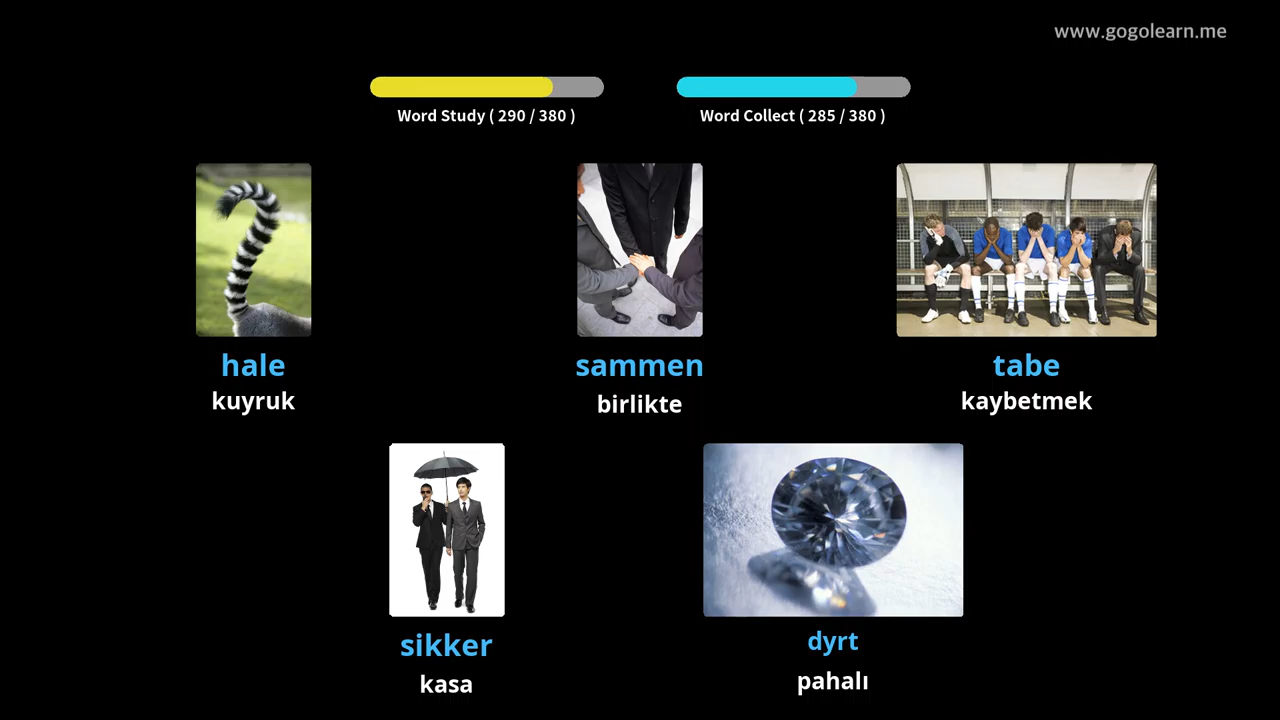 www.gogolearn.me
Word Study ( 290 / 380 )
Word Collect ( 285 / 380 )
hale
kuyruk
sammen
birlikte
tabe
kaybetmek
sikker
kasa
dyrt
pahalı